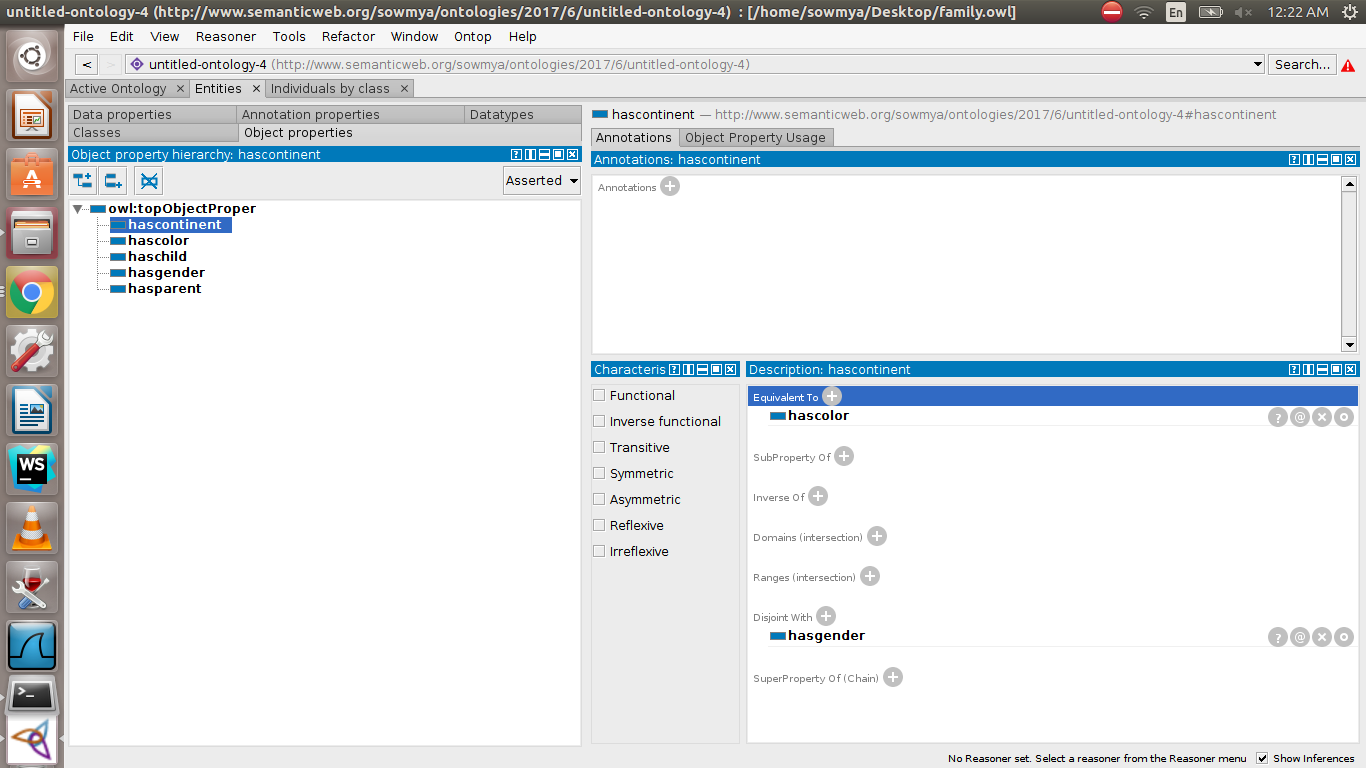 untitled-ontology-4 (http://www.semanticweb.org/sowmya/ontologies/2017/6/untitled-ontology-4)  : [/home/sowmya/Desktop/family.owl]
En
12:22 AM
File Edit View Reasoner Tools Refactor Window Ontop Help
< > untitled-ontology-4 (http://www.semanticweb.org/sowmya/ontologies/2017/6/untitled-ontology-4) Search...
Active Ontology × Entities × Individuals by class ×
Data properties Annotation properties Datatypes
Classes Object properties
Object property hierarchy: hascontinent
Asserted
owl:topObjectProper
hascontinent
hascolor
haschild
hasgender
hasparent
hascontinent — http://www.semanticweb.org/sowmya/ontologies/2017/6/untitled-ontology-4#hascontinent
Annotations Object Property Usage
Annotations: hascontinent
Annotations
Characteris
Functional
Inverse functional
Transitive
Symmetric
Asymmetric
Reflexive
Irreflexive
Description: hascontinent
Equivalent To
hascolor
? @ X O
SubProperty Of
Inverse Of
Domains (intersection)
Ranges (intersection)
Disjoint With
hasgender
? @ X O
SuperProperty Of (Chain)
No Reasoner set. Select a reasoner from the Reasoner menu Show Inferences
WS